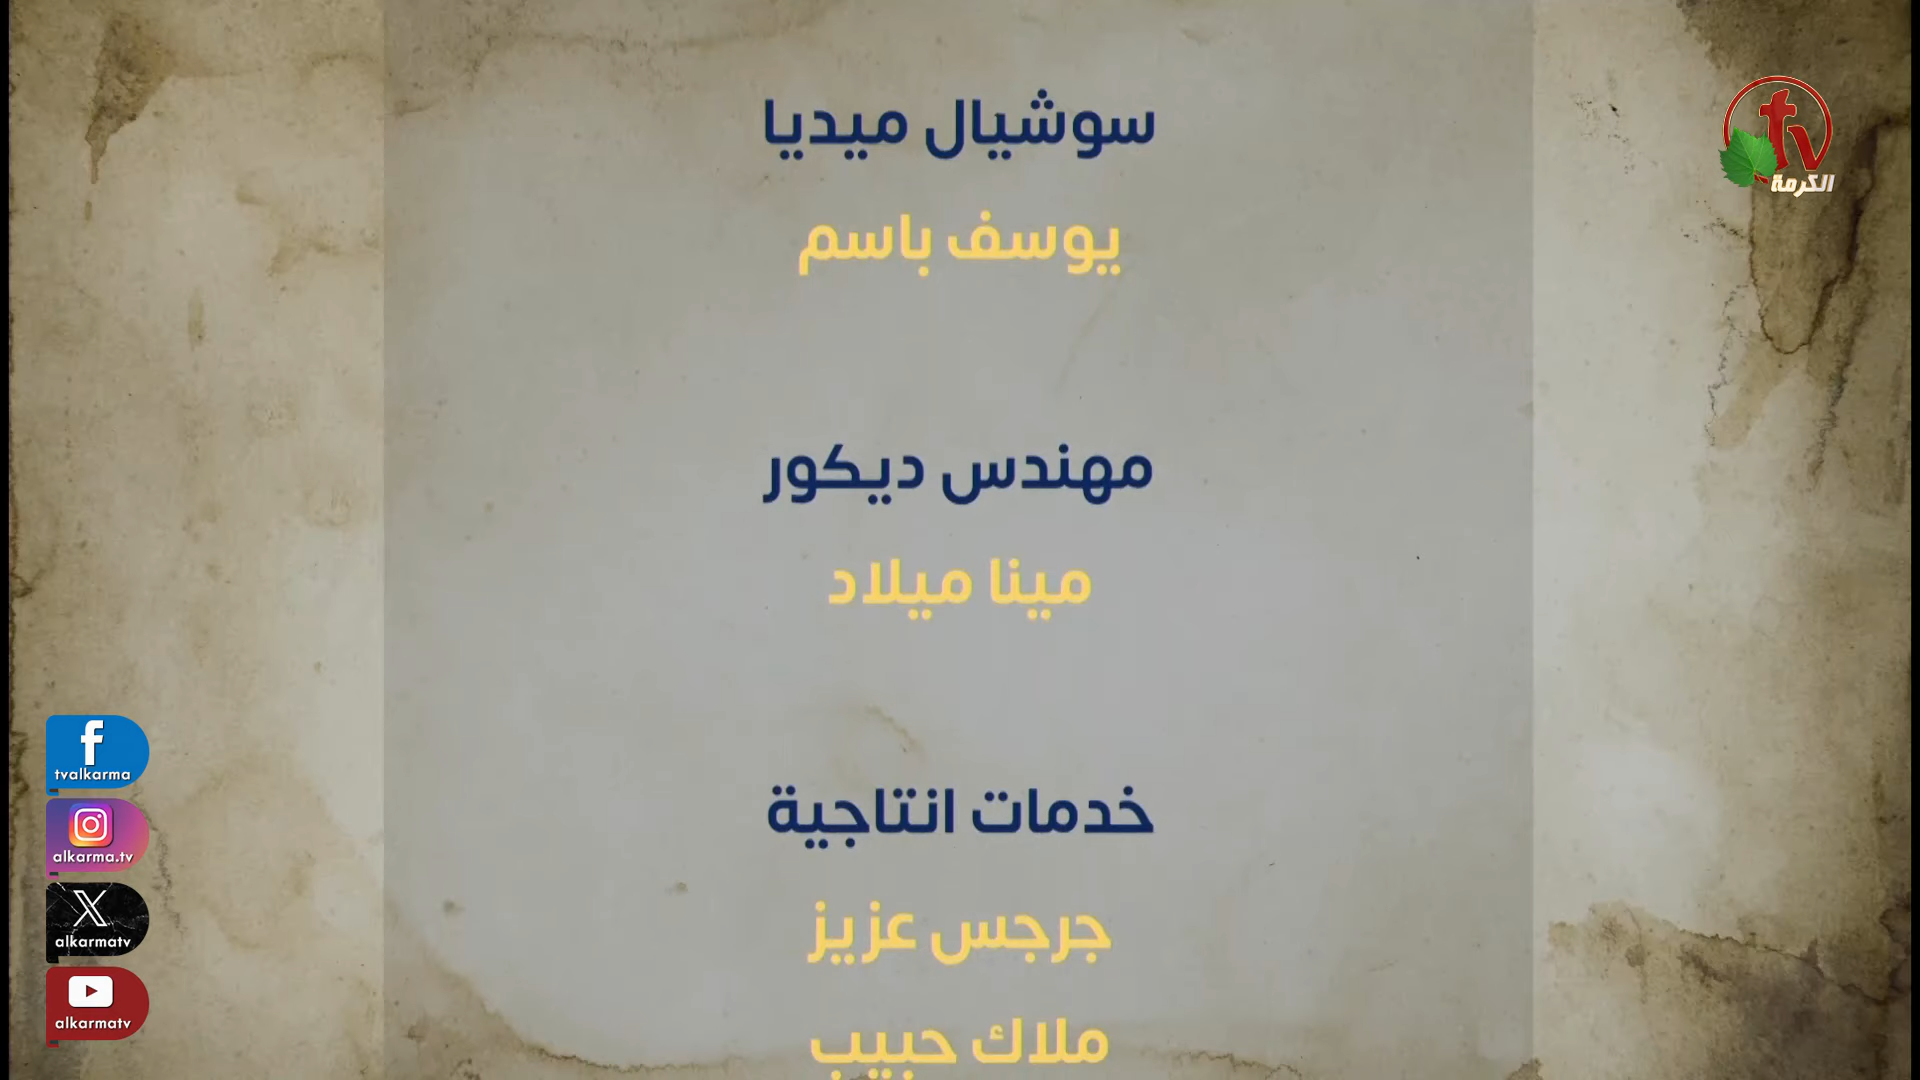 سوشيال ميديا
يوسف باسم
مهندس ديكور
مينا ميلاد
خدمات انتاجية
جرجس عزيز
ملاك حبيب
tv
الكرمة
f
tvalkarma
alkarma.tv
X
alkarmatv
alkarmatv